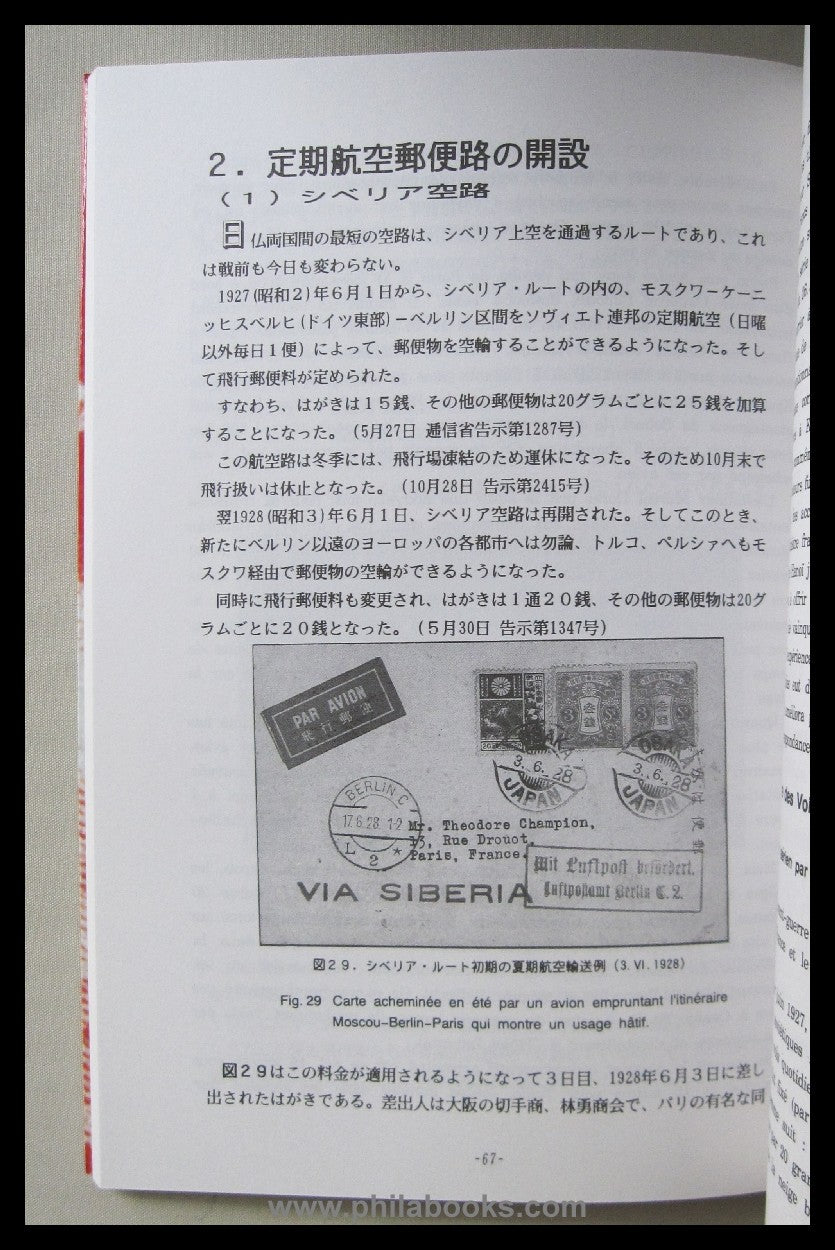 2．定期航空郵便路の開設
（１）シベリア空路
日仏両国間の最短の空路は、シベリア上空を通過するルートであり、これ
は戦前も今日も変わらない。
1927(昭和２)年６月１日から、シベリア・ルートの内の、モスクワーケーニ
ッヒスベルヒ(ドイツ東部)－ベルリン区間をソヴィエト連邦の定期航空（日曜
以外毎日１便）によって、郵便物を空輸することができるようになった。そし
て飛行郵便料が定められた。
すなわち、はがきは１５銭、その他の郵便物は20グラムごとに２５銭を加算
することになった。（5月27日 逓信省告示第1287号）
この航空路は冬季には、飛行場凍結のため運休になった。そのため10月末で
飛行扱いは休止となった。（10月28日 告示第2415号）
翌1928(昭和３)年６月１日、シベリア空路は再開された。そしてこのとき、
新たにベルリン以遠のヨーロッパの各都市へは勿論、トルコ、ペルシァへもモ
スクワ経由で郵便物の空輸ができるようになった。
同時に飛行郵便料も変更され、はがきは１通２０銭、その他の郵便物は20グ
ラムごとに２０銭となった。（５月30日 告示第1347号）
PAR AVION
飛行郵便
OSAKA
3.6.28
JAPAN
OSAKA
3.6.28
JAPAN
BERLIN C
17.6.28.1-2
L 2 *
Mr. Theodore Champion,
13, Rue Drouot,
Paris, France.
Mit Luftpost befördert.
Luftpostamt Berlin C. 2.
VIA SIBERIA
図２９．シベリア・ルート初期の夏期航空輸送例（3. VI. 1928）
Fig. 29 Carte acheminée en été par un avion empruntant l'itinéraire
Moscou-Berlin-Paris qui montre un usage hâtif.
図２９はこの料金が適用されるようになって３日目、1928年６月３日に差し
出されたはがきである。差出人は大阪の切手商、林勇商会で、パリの有名な同
-67-
www.philabooks.com